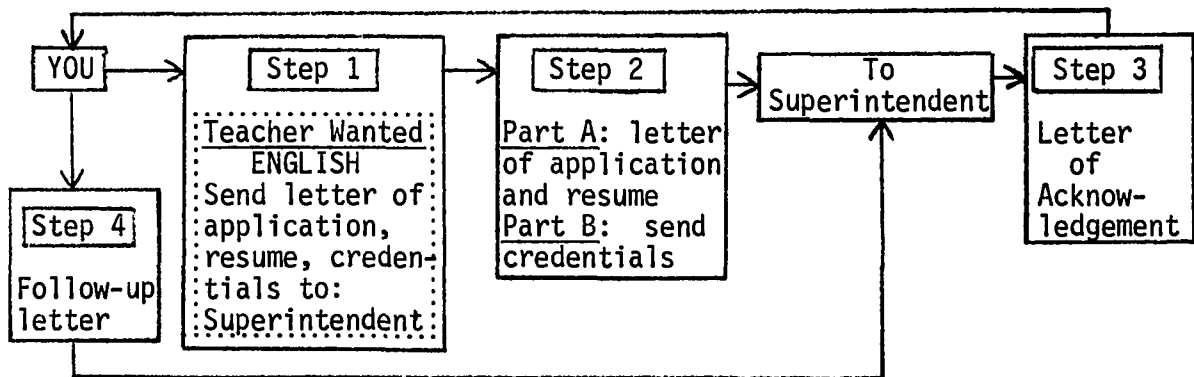 YOU
Step 1
Teacher Wanted
ENGLISH
Send letter of
application,
resume, creden-
tials to:
Superintendent
Step 2
Part A: letter
of application
and resume
Part B: send
credentials
To
Superintendent
Step 3
Letter
of
Acknow-
ledgement
Step 4
Follow-up
letter